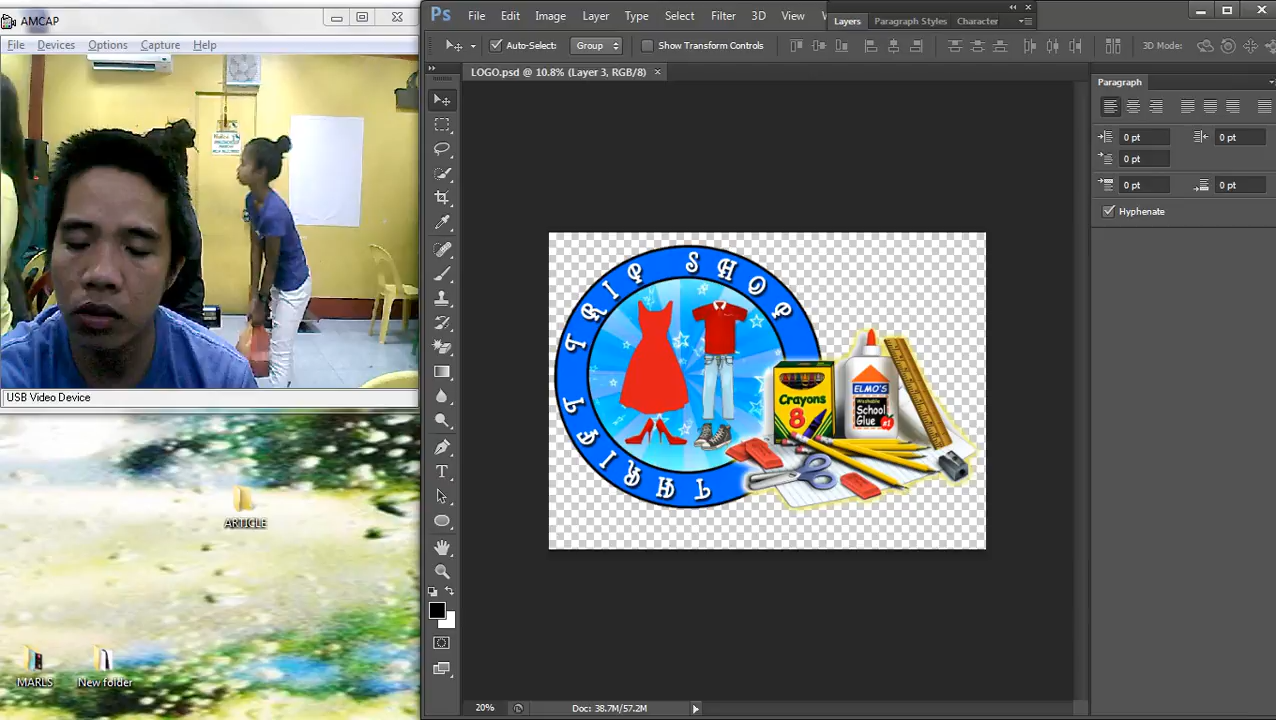 AMCAP
File Devices Options Capture Help
USB Video Device
ARTICLE
MARLS
New folder
Ps File Edit Image Layer Type Select Filter 3D View
Layers Paragraph Styles Character
Auto-Select: Group Show Transform Controls 3D Mode:
LOGO.psd @ 10.8% (Layer 3, RGB/8) ×
Paragraph
0 pt 0 pt
0 pt
0 pt 0 pt
Hyphenate
SHOP
Crayons
8
ELMO'S
Washable
School
Glue
#1
20% Doc: 38.7M/57.2M